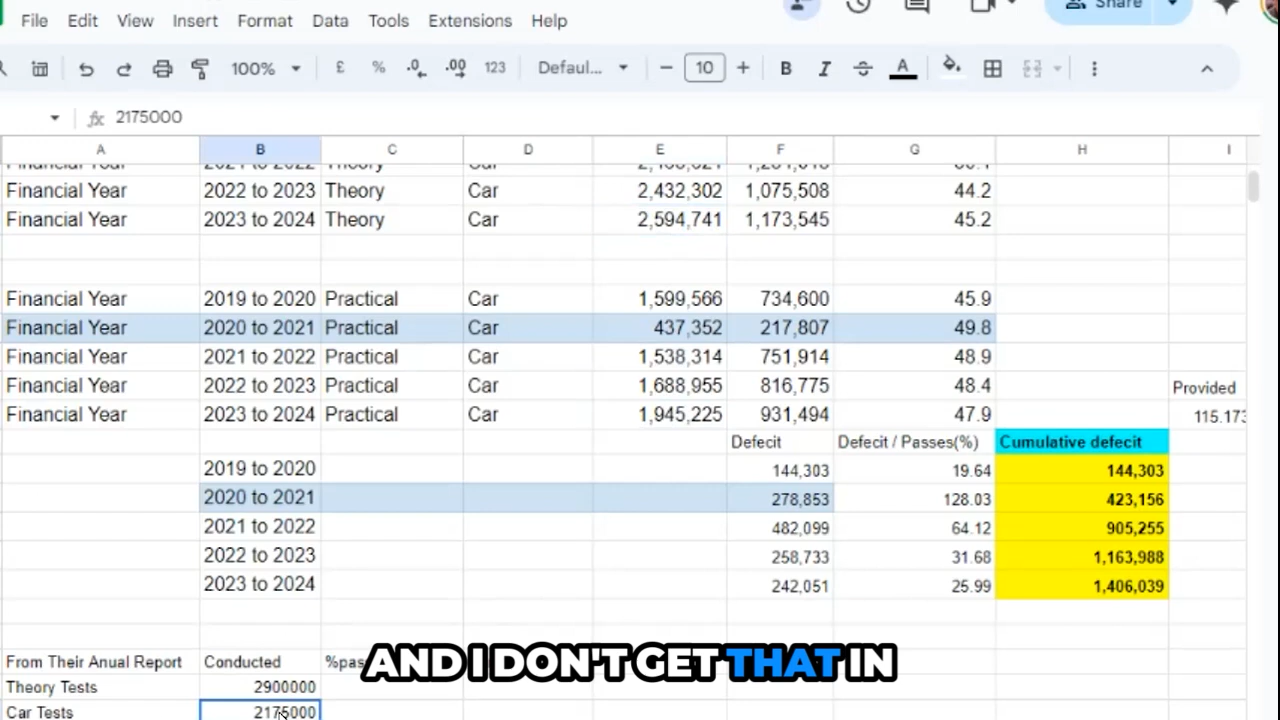 File Edit View Insert Format Data Tools Extensions Help Share
100% £ % .0 .00 123 Defaul... 10 B I A
fx 2175000
A B C D E F G H I
Financial Year 2022 to 2023 Theory Car 2,432,302 1,075,508 44.2
Financial Year 2023 to 2024 Theory Car 2,594,741 1,173,545 45.2
Financial Year 2019 to 2020 Practical Car 1,599,566 734,600 45.9
Financial Year 2020 to 2021 Practical Car 437,352 217,807 49.8
Financial Year 2021 to 2022 Practical Car 1,538,314 751,914 48.9
Financial Year 2022 to 2023 Practical Car 1,688,955 816,775 48.4 Provided
Financial Year 2023 to 2024 Practical Car 1,945,225 931,494 47.9 115.173
Defecit Defecit / Passes(%) Cumulative defecit
2019 to 2020 144,303 19.64 144,303
2020 to 2021 278,853 128.03 423,156
2021 to 2022 482,099 64.12 905,255
2022 to 2023 258,733 31.68 1,163,988
2023 to 2024 242,051 25.99 1,406,039
From Their Anual Report Conducted %pas
AND I DON'T GET THAT IN
Theory Tests 2900000
Car Tests 2175000